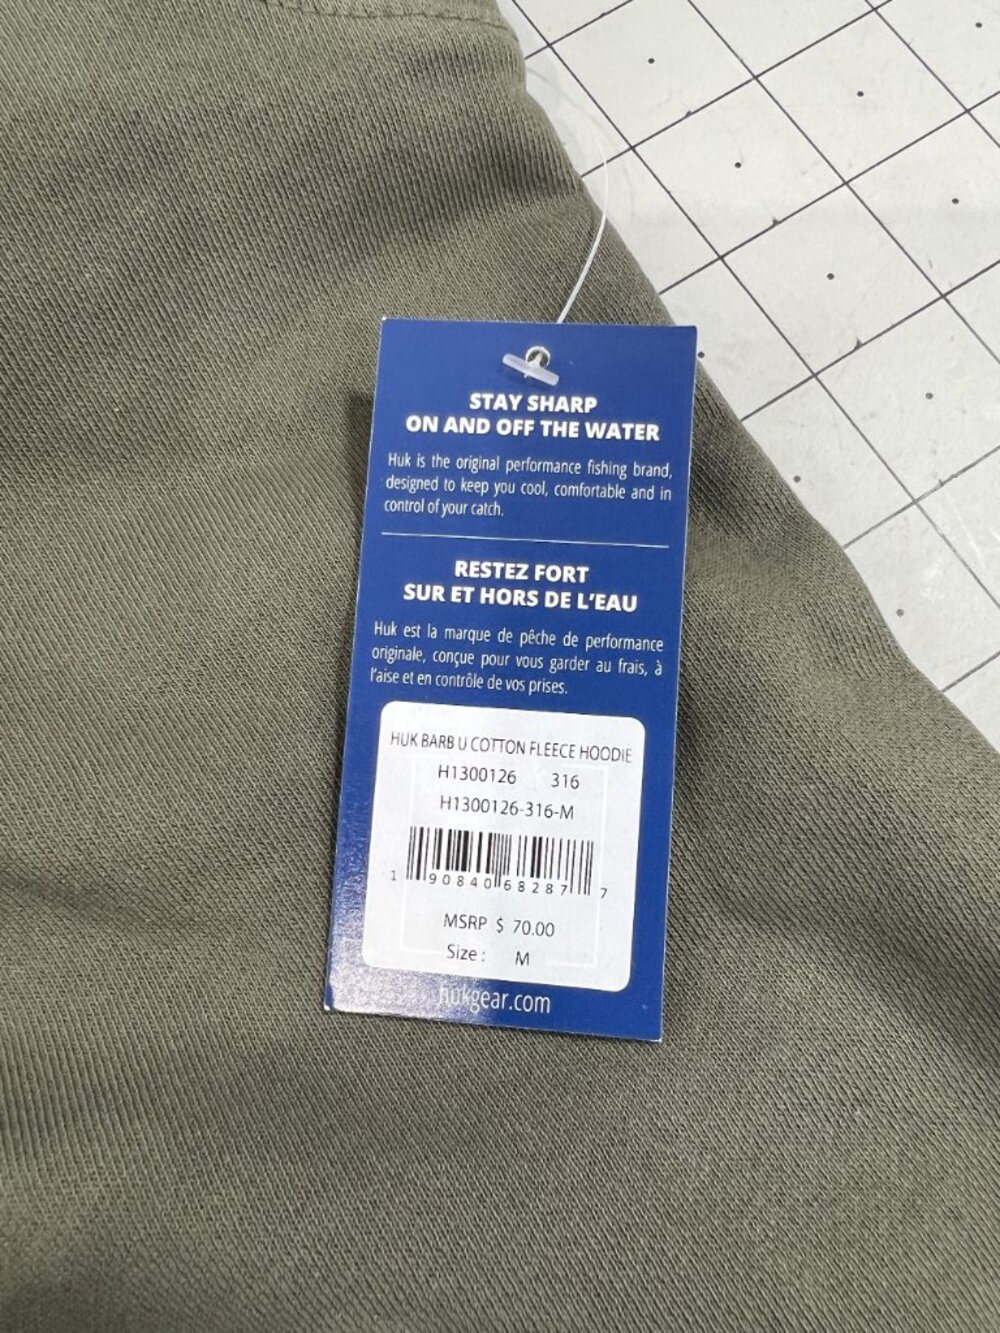 STAY SHARP
ON AND OFF THE WATER
Huk is the original performance fishing brand,
designed to keep you cool, comfortable and in
control of your catch.
RESTEZ FORT
SUR ET HORS DE L'EAU
Huk est la marque de pêche de performance
originale, conçue pour vous garder au frais, à
l'aise et en contrôle de vos prises.
HUK BARB U COTTON FLEECE HOODIE
H1300126 316
H1300126-316-M
1 90840 68287 7
MSRP $ 70.00
Size : M
hukgear.com